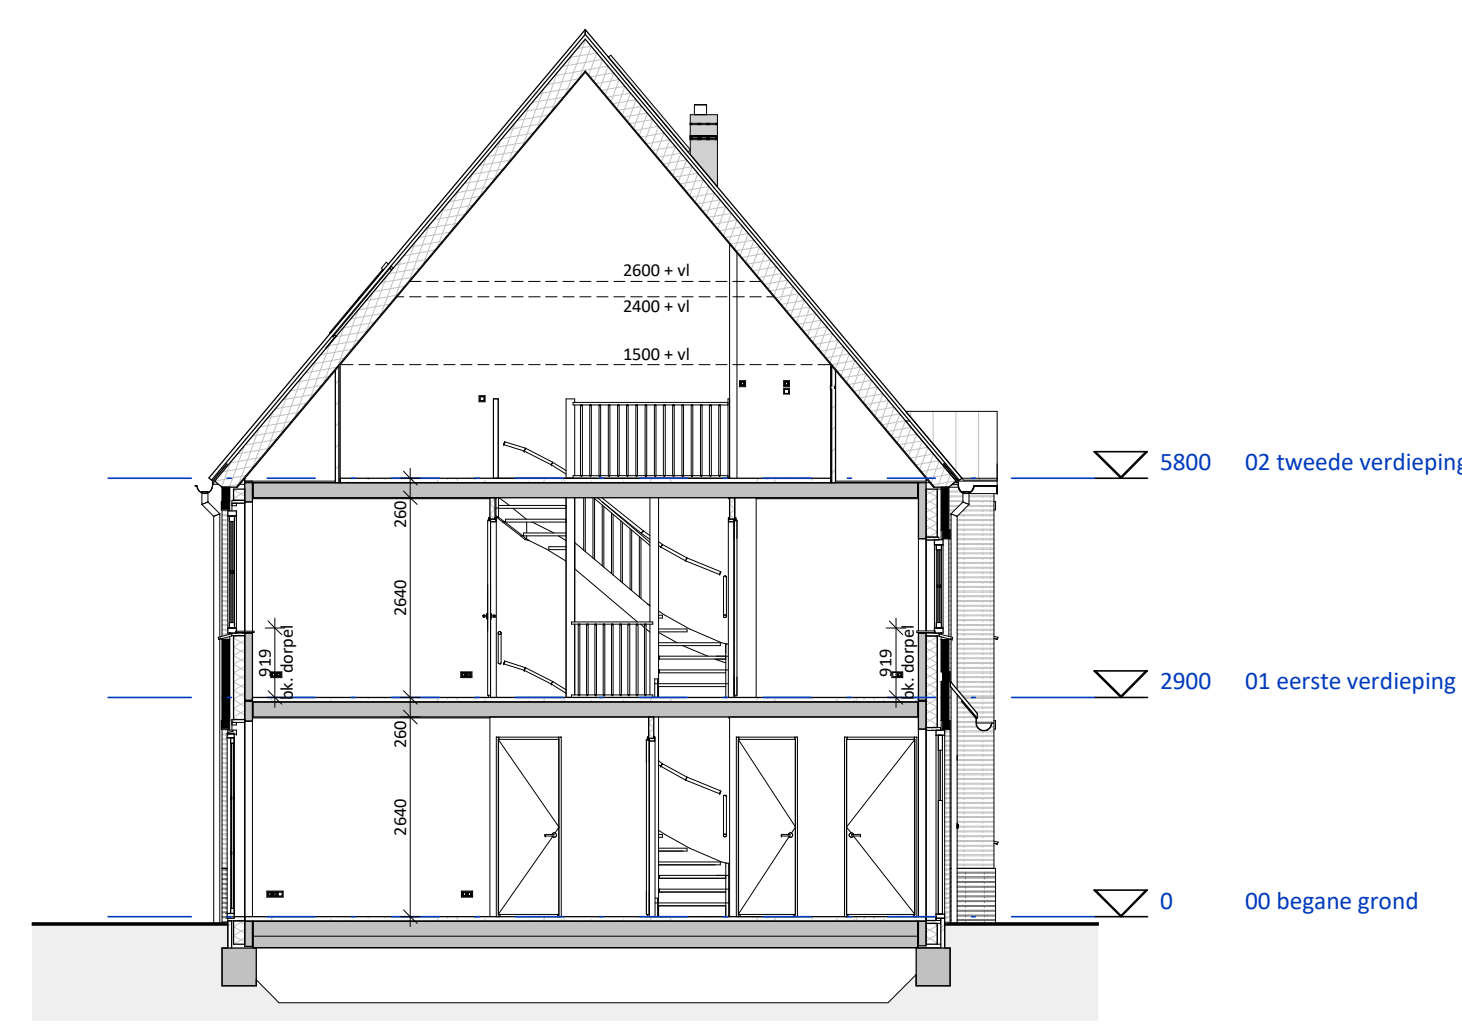 2600 + vl
2400 + vl
1500 + vl
5800 02 tweede verdieping
260
2640
919
bk. dorpel
919
bk. dorpel
2900 01 eerste verdieping
260
2640
0 00 begane grond